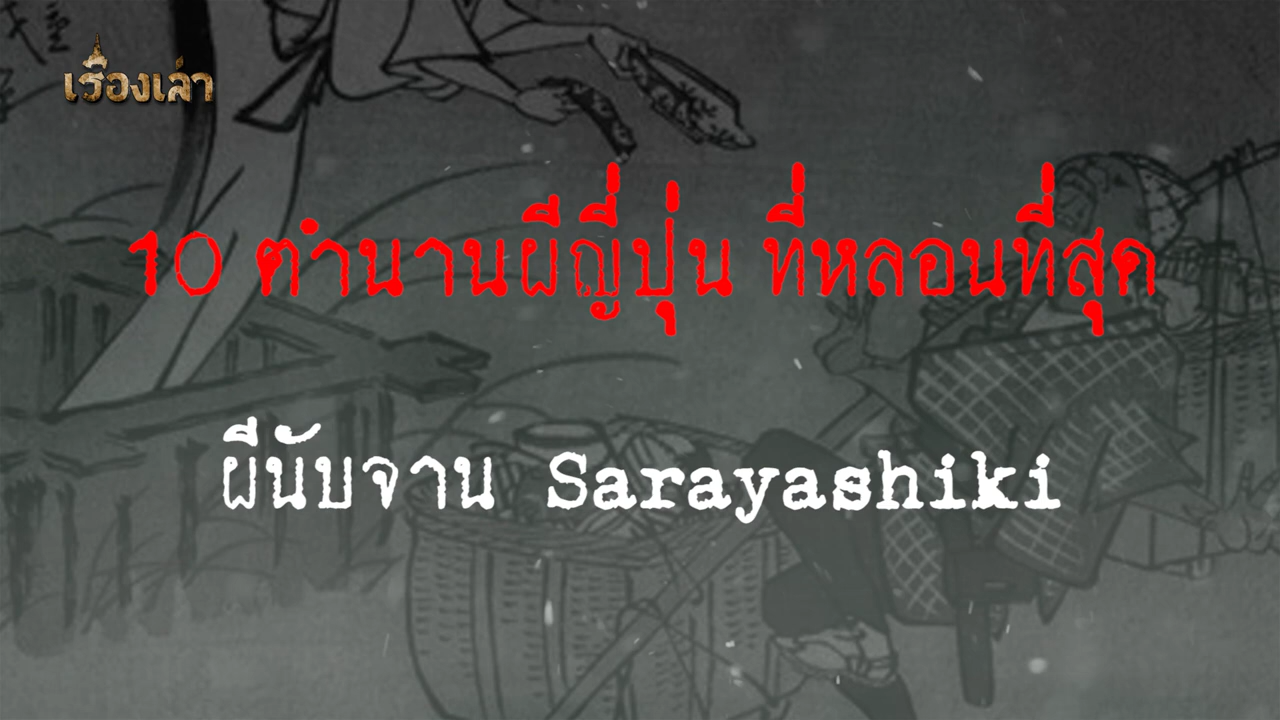 เรื่องเล่า
10 ตำนานผีญี่ปุ่น ที่หลอนที่สุด
ผีนับจาน Sarayashiki